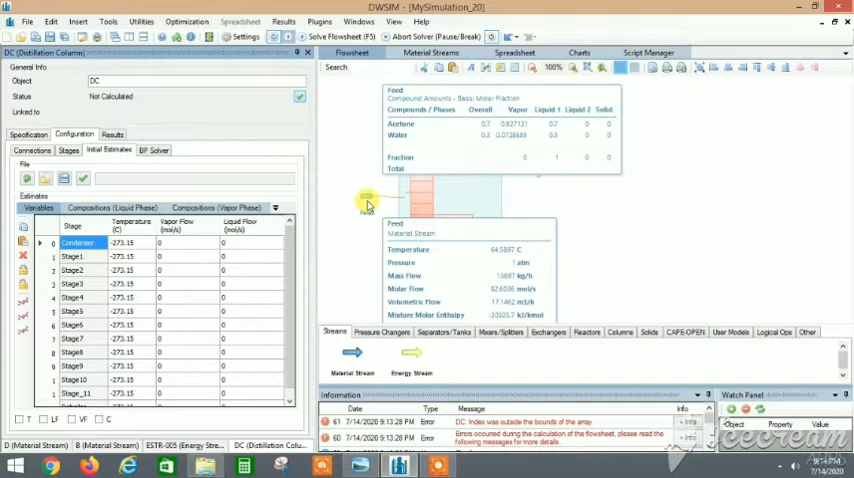 DWSIM - [MySimulation_20]
File Edit Insert Tools Utilities Optimization Spreadsheet Results Plugins Windows View Help
Settings Solve Flowsheet (F5) Abort Solver (Pause/Break)
DC (Distillation Column)
General Info
Object DC
Status Not Calculated
Linked to
Specification Configuration Results
Connections Stages Initial Estimates BP Solver
File
Estimates
Variables Compositions (Liquid Phase) Compositions (Vapor Phase)
Stage Temperature (C) Vapor Flow (mol/s) Liquid Flow (mol/s)
0 Condenser -273.15 0 0
1 Stage1 -273.15 0 0
2 Stage2 -273.15 0 0
3 Stage3 -273.15 0 0
4 Stage4 -273.15 0 0
5 Stage5 -273.15 0 0
6 Stage6 -273.15 0 0
7 Stage7 -273.15 0 0
8 Stage8 -273.15 0 0
9 Stage9 -273.15 0 0
10 Stage10 -273.15 0 0
11 Stage_11 -273.15 0 0
T LF VF C
D (Material Stream) B (Material Stream) ESTR-005 (Energy Stre... DC (Distillation Colum...
Flowsheet Material Streams Spreadsheet Charts Script Manager
Search 100%
Feed
Compound Amounts - Basis: Molar Fraction
Compounds / Phases Overall Vapor Liquid 1 Liquid 2 Solid
Acetone 0.7 0.927131 0.7 0 0
Water 0.3 0.0728685 0.3 0 0
Fraction 0 1 0 0
Total
Feed
Feed
Material Stream
Temperature 64.5897 C
Pressure 1 atm
Mass Flow 13697 kg/h
Molar Flow 82.6036 mol/s
Volumetric Flow 17.1462 m3/h
Mixture Molar Enthalpy -30505.7 kJ/kmol
Streams Pressure Changers Separators/Tanks Mixers/Splitters Exchangers Reactors Columns Solids CAPE-OPEN User Models Logical Ops Other
Material Stream Energy Stream
Information
Date Type Message Info
61 7/14/2020 9:13:28 PM Error DC: Index was outside the bounds of the array. + Info
60 7/14/2020 9:13:28 PM Error Errors occurred during the calculation of the flowsheet, please read the following messages for more details. + Info
Watch Panel
Object Property Value
icecream
APPS
9:14 PM
7/14/2020